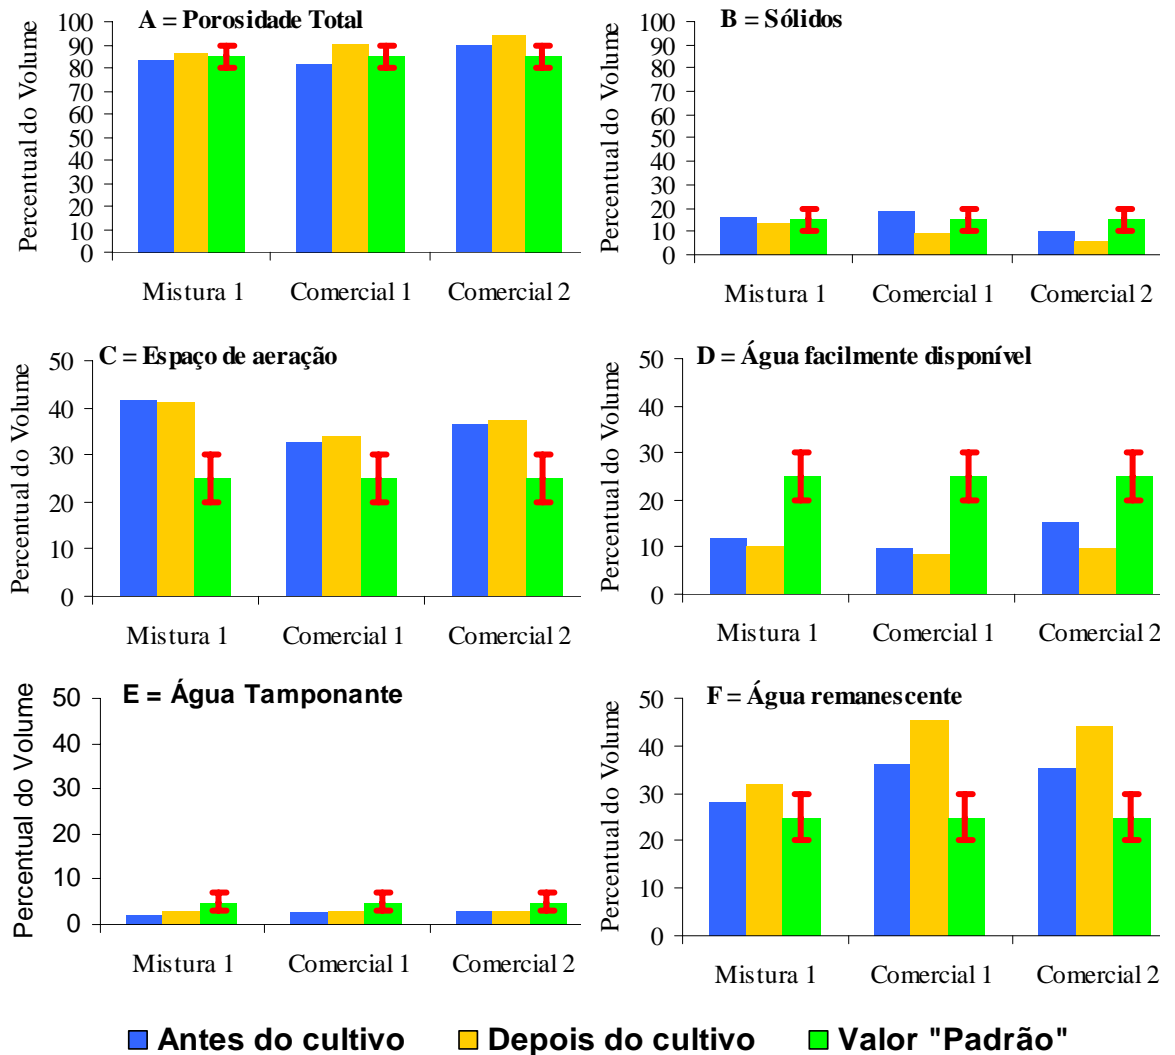 A = Porosidade Total
Percentual do Volume
100
90
80
70
60
50
40
30
20
10
0
Mistura 1
Comercial 1
Comercial 2
B = Sólidos
Percentual do Volume
100
90
80
70
60
50
40
30
20
10
0
Mistura 1
Comercial 1
Comercial 2
C = Espaço de aeração
Percentual do Volume
50
40
30
20
10
0
Mistura 1
Comercial 1
Comercial 2
D = Água facilmente disponível
Percentual do Volume
50
40
30
20
10
0
Mistura 1
Comercial 1
Comercial 2
E = Água Tamponante
Percentual do Volume
50
40
30
20
10
0
Mistura 1
Comercial 1
Comercial 2
F = Água remanescente
Percentual do Volume
50
40
30
20
10
0
Mistura 1
Comercial 1
Comercial 2
Antes do cultivo
Depois do cultivo
Valor "Padrão"